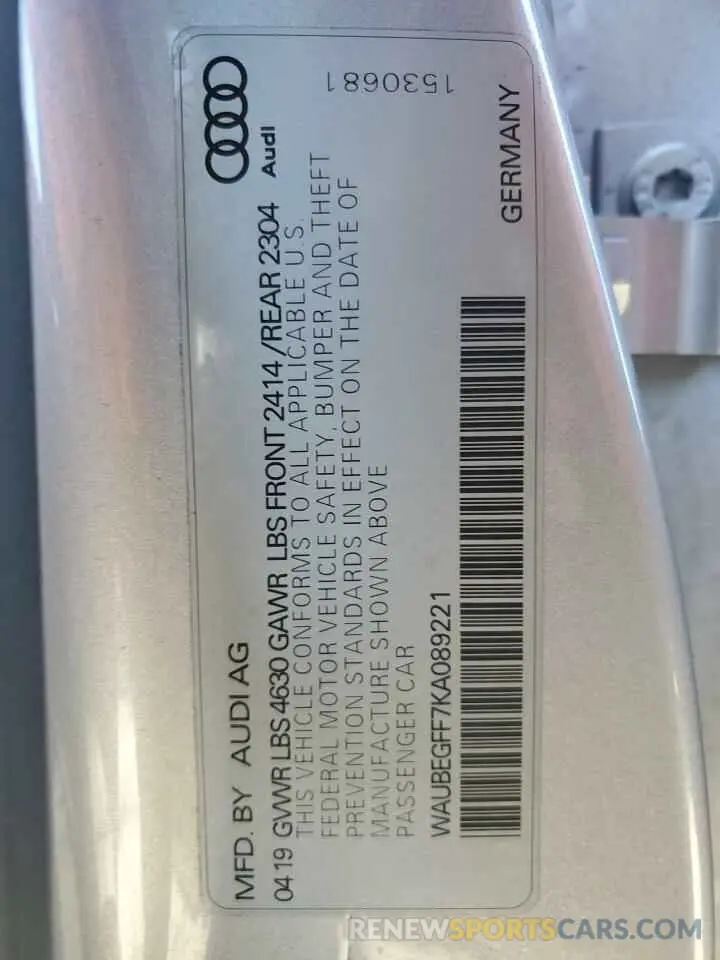 MFD. BY AUDI AG
Audi
0419 GVWR LBS 4630 GAWR LBS FRONT 2414 /REAR 2304
THIS VEHICLE CONFORMS TO ALL APPLICABLE U.S.
FEDERAL MOTOR VEHICLE SAFETY, BUMPER AND THEFT
PREVENTION STANDARDS IN EFFECT ON THE DATE OF
MANUFACTURE SHOWN ABOVE
PASSENGER CAR
WAUBEGFF7KA089221
1530681
GERMANY
RENEWSPORTSCARS.COM